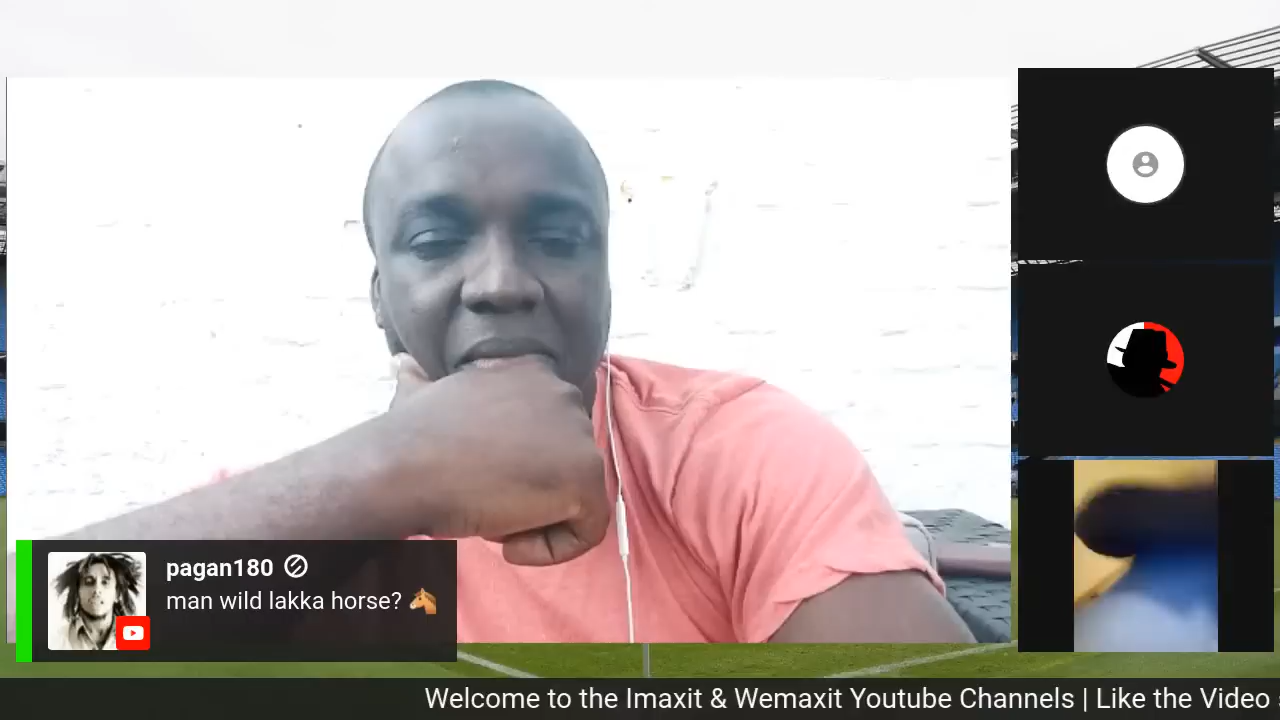 pagan180
man wild lakka horse? 🐴
Welcome to the Imaxit & Wemaxit Youtube Channels | Like the Video